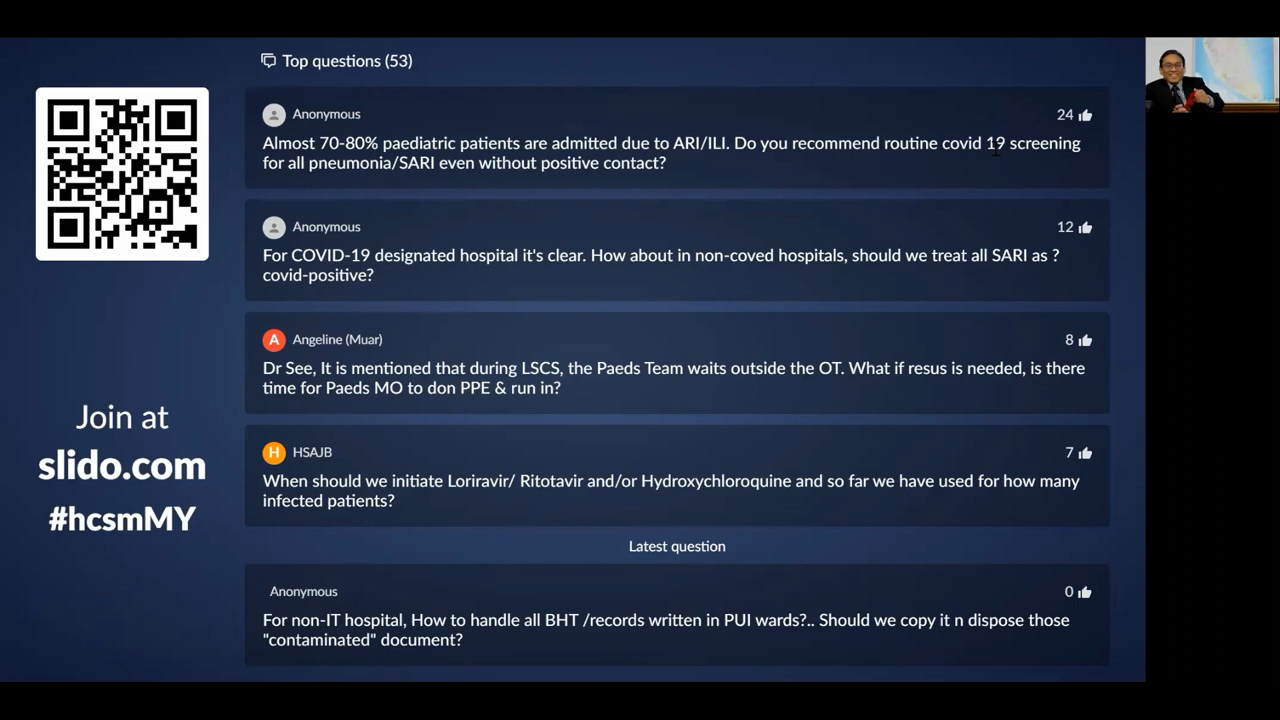 Top questions (53)
Anonymous
24
Almost 70-80% paediatric patients are admitted due to ARI/ILI. Do you recommend routine covid 19 screening
for all pneumonia/SARI even without positive contact?
Anonymous
12
For COVID-19 designated hospital it's clear. How about in non-coved hospitals, should we treat all SARI as ?
covid-positive?
A
Angeline (Muar)
8
Dr See, It is mentioned that during LSCS, the Paeds Team waits outside the OT. What if resus is needed, is there
time for Paeds MO to don PPE & run in?
H
HSAJB
7
When should we initiate Loriravir/ Ritotavir and/or Hydroxychloroquine and so far we have used for how many
infected patients?
Latest question
Anonymous
0
For non-IT hospital, How to handle all BHT /records written in PUI wards?.. Should we copy it n dispose those
"contaminated" document?
Join at
slido.com
#hcsmMY